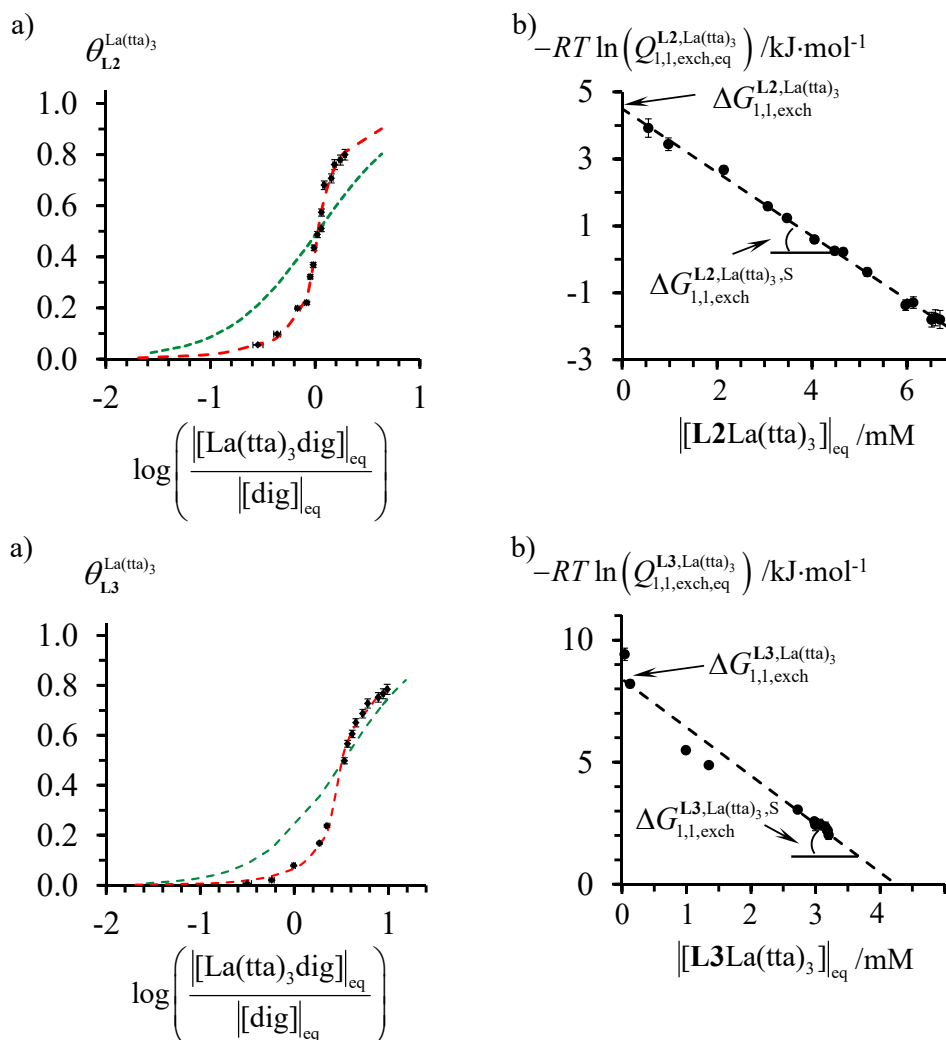 a)
θ_L2^La(tta)₃
1.0
0.8
0.6
0.4
0.2
0.0
-2 -1 0 1
log(|[La(tta)₃dig]|eq / |[dig]|eq)
b)
−RT ln(Q_1,1,exch,eq^L2,La(tta)₃) /kJ·mol⁻¹
5
3
1
-1
-3
ΔG_1,1,exch^L2,La(tta)₃
ΔG_1,1,exch^L2,La(tta)₃,S
0 2 4 6
|[L2La(tta)₃]|eq /mM
a)
θ_L3^La(tta)₃
1.0
0.8
0.6
0.4
0.2
0.0
-2 -1 0 1
log(|[La(tta)₃dig]|eq / |[dig]|eq)
b)
−RT ln(Q_1,1,exch,eq^L3,La(tta)₃) /kJ·mol⁻¹
10
5
0
ΔG_1,1,exch^L3,La(tta)₃
ΔG_1,1,exch^L3,La(tta)₃,S
0 1 2 3 4
|[L3La(tta)₃]|eq /mM